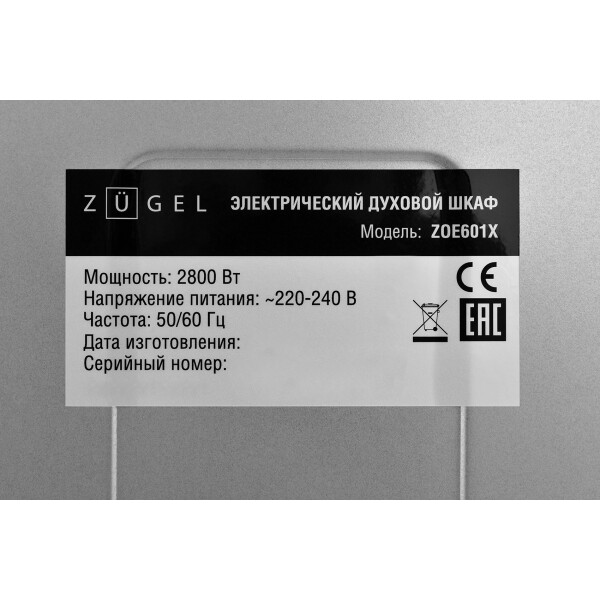 ZÜGEL ЭЛЕКТРИЧЕСКИЙ ДУХОВОЙ ШКАФ
Модель: ZOE601X
Мощность: 2800 Вт
Напряжение питания: ~220-240 В
Частота: 50/60 Гц
Дата изготовления:
Серийный номер:
CE
EAC